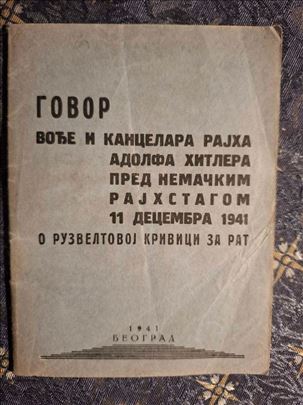 ГОВОР
ВОЂЕ И КАНЦЕЛАРА РАЈХА
АДОЛФА ХИТЛЕРА
ПРЕД НЕМАЧКИМ
РАЈХСТАГОМ
11 ДЕЦЕМБРА 1941
О РУЗВЕЛТОВОЈ КРИВИЦИ ЗА РАТ
1941
БЕОГРАД